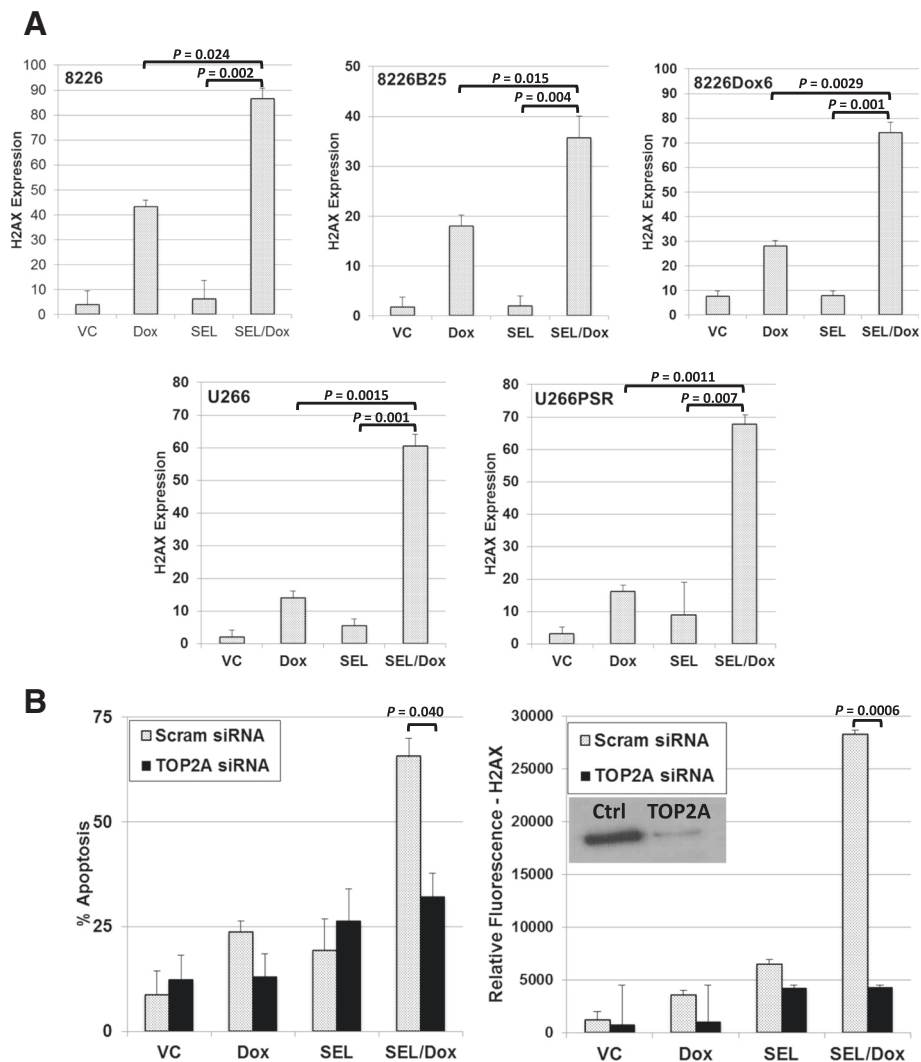 A
8226
P = 0.024
P = 0.002
H2AX Expression
100
90
80
70
60
50
40
30
20
10
0
VC Dox SEL SEL/Dox
8226B25
P = 0.015
P = 0.004
H2AX Expression
50
40
30
20
10
0
VC Dox SEL SEL/Dox
8226Dox6
P = 0.0029
P = 0.001
H2AX Expression
100
90
80
70
60
50
40
30
20
10
0
VC Dox SEL SEL/Dox
U266
P = 0.0015
P = 0.001
H2AX Expression
80
70
60
50
40
30
20
10
0
VC Dox SEL SEL/Dox
U266PSR
P = 0.0011
P = 0.007
H2AX Expression
80
70
60
50
40
30
20
10
0
VC Dox SEL SEL/Dox
B
P = 0.040
Scram siRNA
TOP2A siRNA
% Apoptosis
75
50
25
0
VC Dox SEL SEL/Dox
P = 0.0006
Scram siRNA
TOP2A siRNA
Ctrl TOP2A
Relative Fluorescence - H2AX
30000
25000
20000
15000
10000
5000
0
VC Dox SEL SEL/Dox